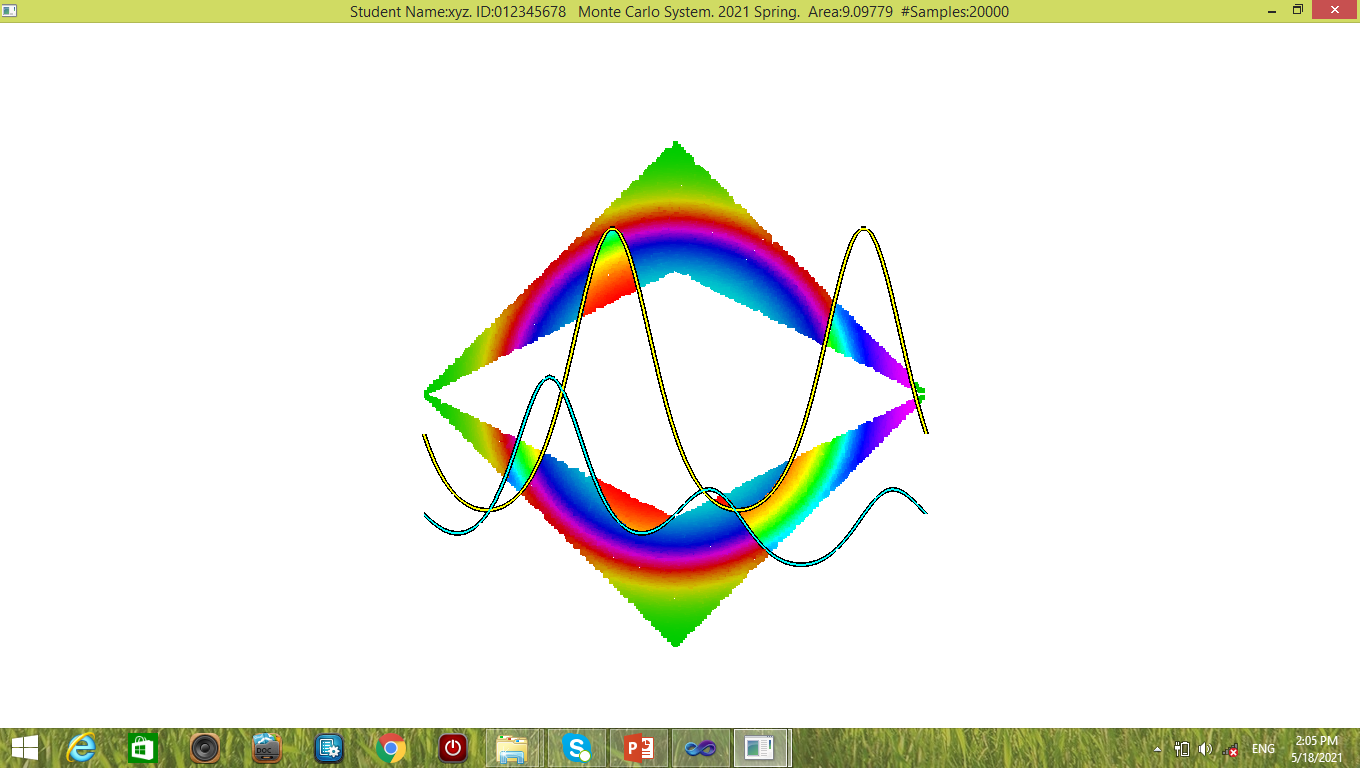 Student Name:xyz. ID:012345678 Monte Carlo System. 2021 Spring. Area:9.09779 #Samples:20000
DOC
ENG
2:05 PM
5/18/2021